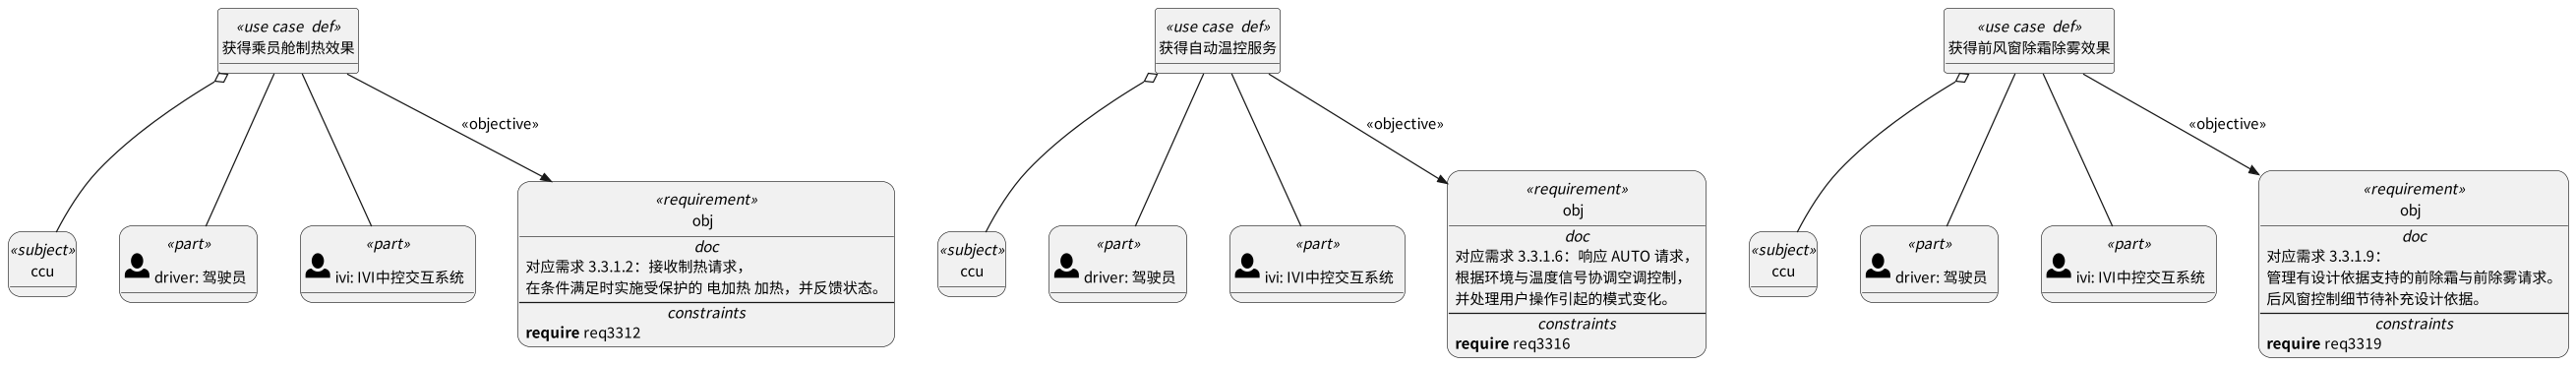 «use case  def»
获得乘员舱制热效果
«objective»
«subject»
ccu
«part»
driver: 驾驶员
«part»
ivi: IVI中控交互系统
«requirement»
obj
doc
对应需求 3.3.1.2：接收制热请求，
在条件满足时实施受保护的 电加热 加热，并反馈状态。
constraints
require req3312
«use case  def»
获得自动温控服务
«objective»
«subject»
ccu
«part»
driver: 驾驶员
«part»
ivi: IVI中控交互系统
«requirement»
obj
doc
对应需求 3.3.1.6：响应 AUTO 请求，
根据环境与温度信号协调空调控制，
并处理用户操作引起的模式变化。
constraints
require req3316
«use case  def»
获得前风窗除霜除雾效果
«objective»
«subject»
ccu
«part»
driver: 驾驶员
«part»
ivi: IVI中控交互系统
«requirement»
obj
doc
对应需求 3.3.1.9：
管理有设计依据支持的前除霜与前除雾请求。
后风窗控制细节待补充设计依据。
constraints
require req3319